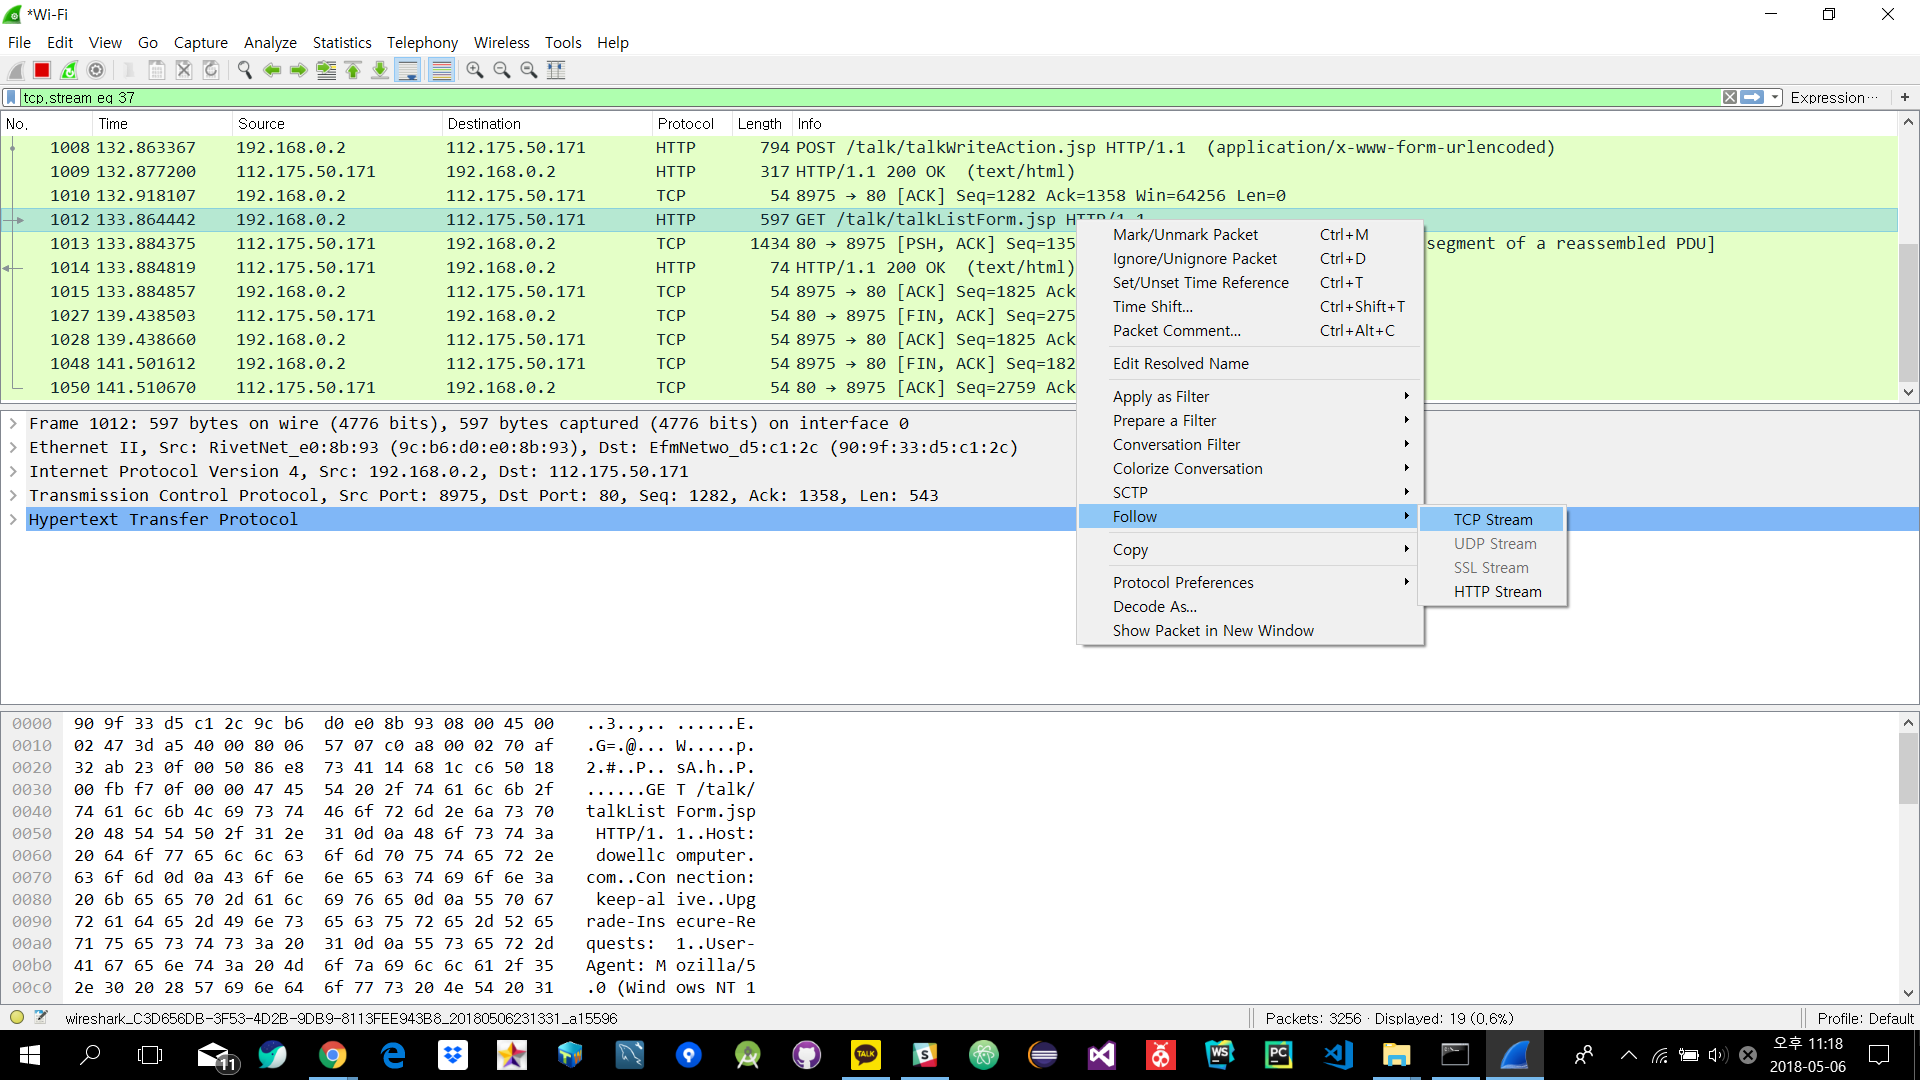 *Wi-Fi
File Edit View Go Capture Analyze Statistics Telephony Wireless Tools Help
tcp.stream eq 37 Expression… +
No. Time Source Destination Protocol Length Info
1008 132.863367 192.168.0.2 112.175.50.171 HTTP 794 POST /talk/talkWriteAction.jsp HTTP/1.1 (application/x-www-form-urlencoded)
1009 132.877200 112.175.50.171 192.168.0.2 HTTP 317 HTTP/1.1 200 OK (text/html)
1010 132.918107 192.168.0.2 112.175.50.171 TCP 54 8975 → 80 [ACK] Seq=1282 Ack=1358 Win=64256 Len=0
1012 133.864442 192.168.0.2 112.175.50.171 HTTP 597 GET /talk/talkListForm.jsp HTTP/1.1
1013 133.884375 112.175.50.171 192.168.0.2 TCP 1434 80 → 8975 [PSH, ACK] Seq=135 segment of a reassembled PDU]
1014 133.884819 112.175.50.171 192.168.0.2 HTTP 74 HTTP/1.1 200 OK (text/html)
1015 133.884857 192.168.0.2 112.175.50.171 TCP 54 8975 → 80 [ACK] Seq=1825 Ack
1027 139.438503 112.175.50.171 192.168.0.2 TCP 54 80 → 8975 [FIN, ACK] Seq=275
1028 139.438660 192.168.0.2 112.175.50.171 TCP 54 8975 → 80 [ACK] Seq=1825 Ack
1048 141.501612 192.168.0.2 112.175.50.171 TCP 54 8975 → 80 [FIN, ACK] Seq=182
1050 141.510670 112.175.50.171 192.168.0.2 TCP 54 80 → 8975 [ACK] Seq=2759 Ack
Mark/Unmark Packet Ctrl+M
Ignore/Unignore Packet Ctrl+D
Set/Unset Time Reference Ctrl+T
Time Shift... Ctrl+Shift+T
Packet Comment... Ctrl+Alt+C
Edit Resolved Name
Apply as Filter
Prepare a Filter
Conversation Filter
Colorize Conversation
SCTP
Follow
Copy
Protocol Preferences
Decode As...
Show Packet in New Window
TCP Stream
UDP Stream
SSL Stream
HTTP Stream
Frame 1012: 597 bytes on wire (4776 bits), 597 bytes captured (4776 bits) on interface 0
Ethernet II, Src: RivetNet_e0:8b:93 (9c:b6:d0:e0:8b:93), Dst: EfmNetwo_d5:c1:2c (90:9f:33:d5:c1:2c)
Internet Protocol Version 4, Src: 192.168.0.2, Dst: 112.175.50.171
Transmission Control Protocol, Src Port: 8975, Dst Port: 80, Seq: 1282, Ack: 1358, Len: 543
Hypertext Transfer Protocol
0000 90 9f 33 d5 c1 2c 9c b6 d0 e0 8b 93 08 00 45 00 ..3..,.. ......E.
0010 02 47 3d a5 40 00 80 06 57 07 c0 a8 00 02 70 af .G=.@... W.....p.
0020 32 ab 23 0f 00 50 86 e8 73 41 14 68 1c c6 50 18 2.#..P.. sA.h..P.
0030 00 fb f7 0f 00 00 47 45 54 20 2f 74 61 6c 6b 2f ......GE T /talk/
0040 74 61 6c 6b 4c 69 73 74 46 6f 72 6d 2e 6a 73 70 talkList Form.jsp
0050 20 48 54 54 50 2f 31 2e 31 0d 0a 48 6f 73 74 3a HTTP/1. 1..Host:
0060 20 64 6f 77 65 6c 6c 63 6f 6d 70 75 74 65 72 2e dowellc omputer.
0070 63 6f 6d 0d 0a 43 6f 6e 6e 65 63 74 69 6f 6e 3a com..Con nection:
0080 20 6b 65 65 70 2d 61 6c 69 76 65 0d 0a 55 70 67 keep-al ive..Upg
0090 72 61 64 65 2d 49 6e 73 65 63 75 72 65 2d 52 65 rade-Ins ecure-Re
00a0 71 75 65 73 74 73 3a 20 31 0d 0a 55 73 65 72 2d quests: 1..User-
00b0 41 67 65 6e 74 3a 20 4d 6f 7a 69 6c 6c 61 2f 35 Agent: M ozilla/5
00c0 2e 30 20 28 57 69 6e 64 6f 77 73 20 4e 54 20 31 .0 (Wind ows NT 1
wireshark_C3D656DB-3F53-4D2B-9DB9-8113FEE943B8_20180506231331_a15596 Packets: 3256 · Displayed: 19 (0.6%) Profile: Default
11 TALK WS PC 오후 11:18
2018-05-06